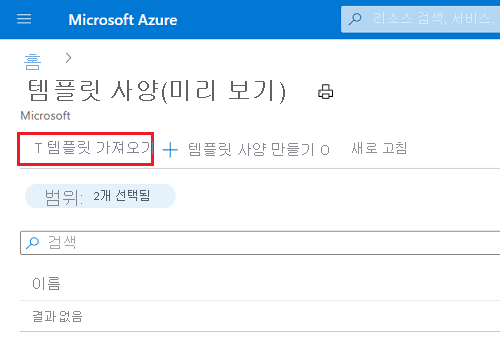 Microsoft Azure
리소스 검색, 서비스,
홈
템플릿 사양(미리 보기)
Microsoft
T 템플릿 가져오기 템플릿 사양 만들기 O 새로 고침
범위: 2개 선택됨
검색
이름
결과 없음